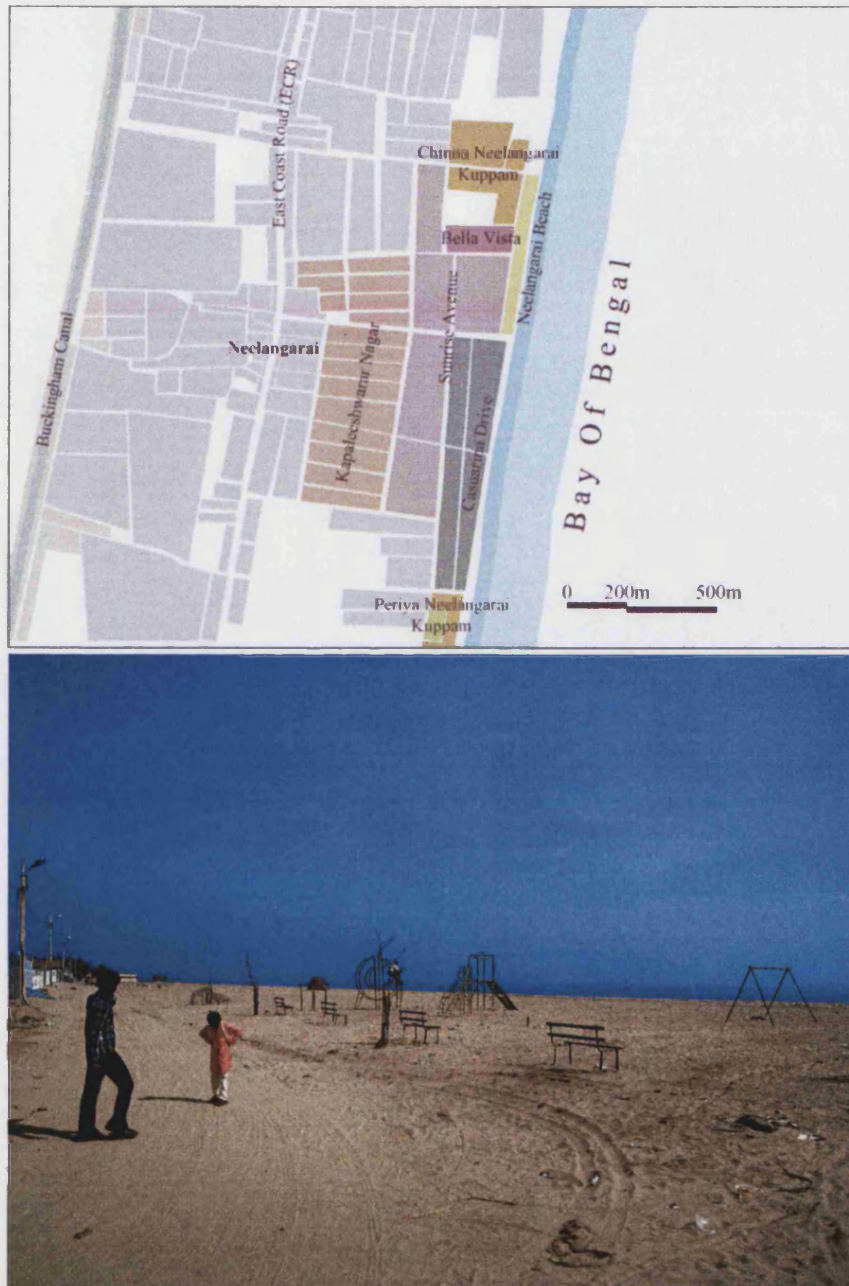 East Coast Road (ECR)
Chinna Neelangarai
Kuppam
Bella Vista
Neelangarai Beach
Sunrise Avenue
Neelangarai
Kapaleeshwarar Nagar
Buckingham Canal
Casuarina Drive
Bay Of Bengal
0 200m 500m
Periya Neelangarai
Kuppam